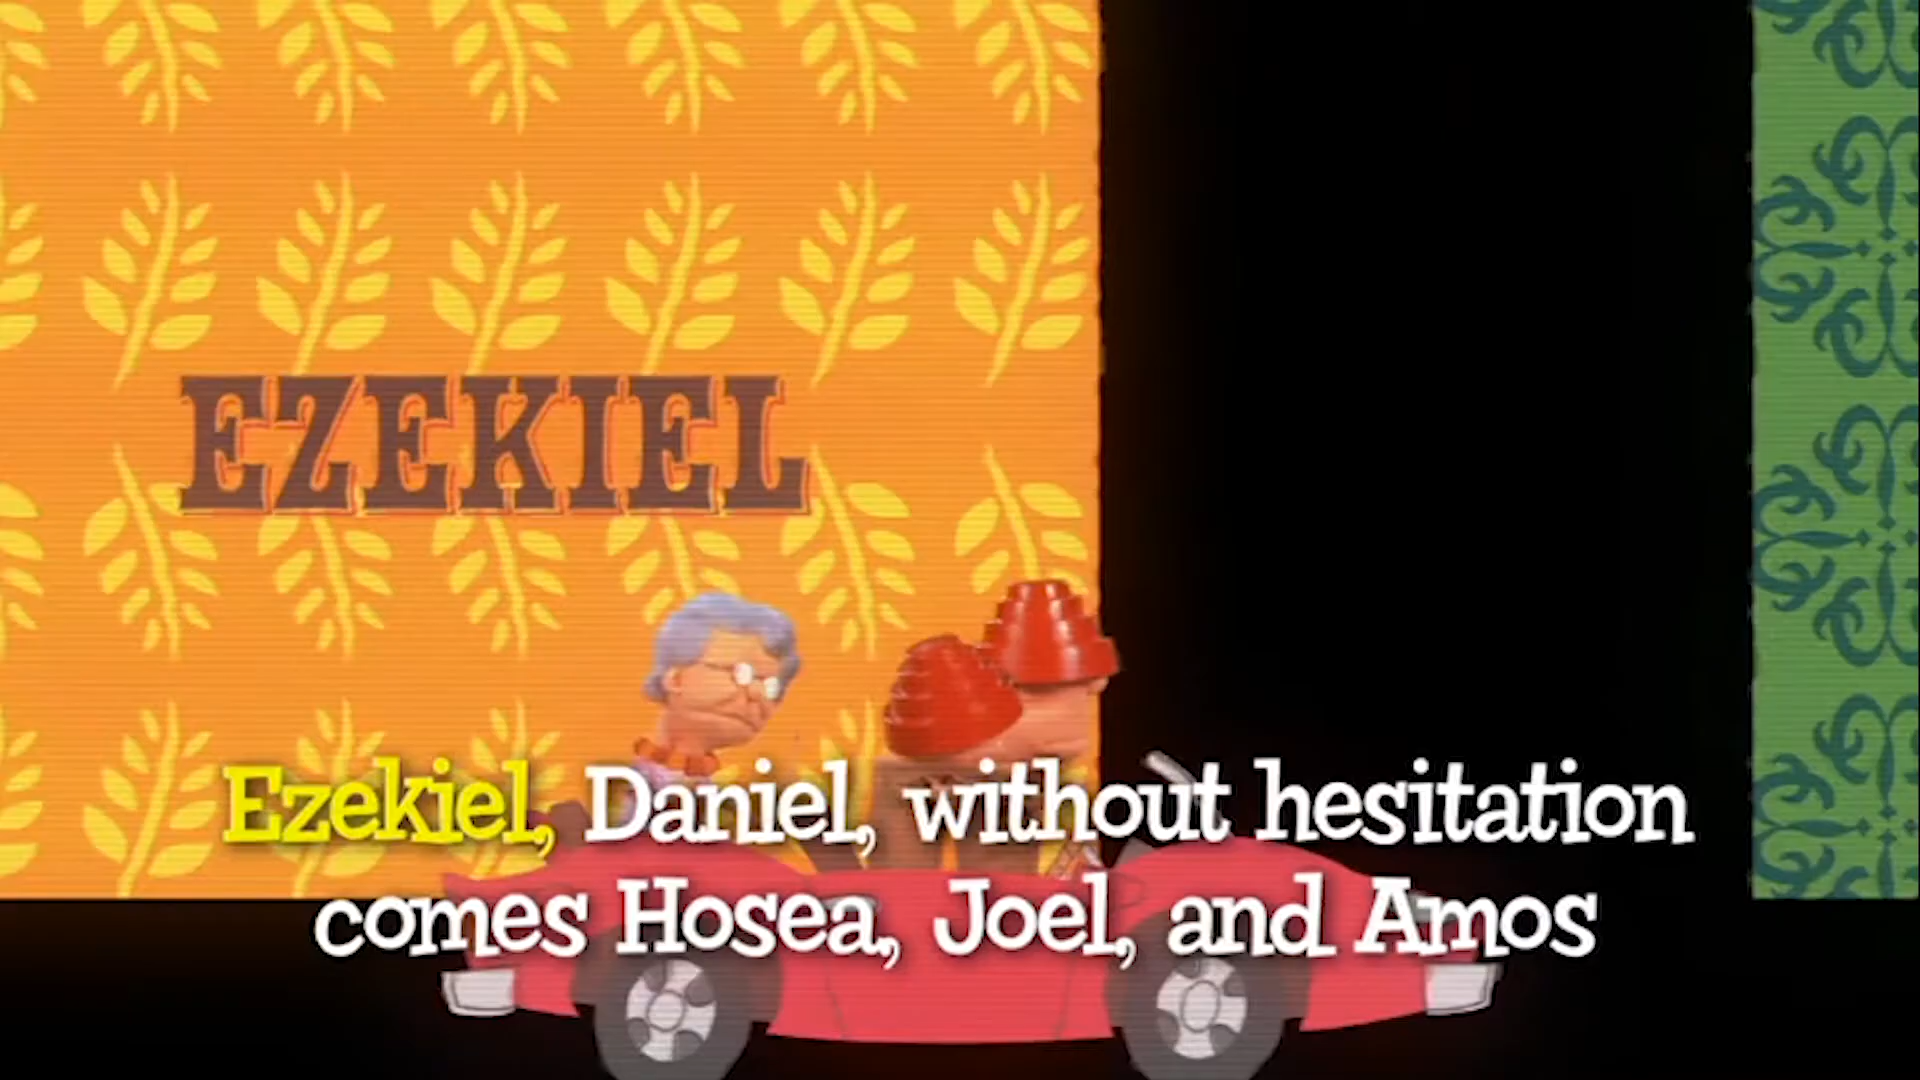 EZEKIEL
Ezekiel, Daniel, without hesitation
comes Hosea, Joel, and Amos